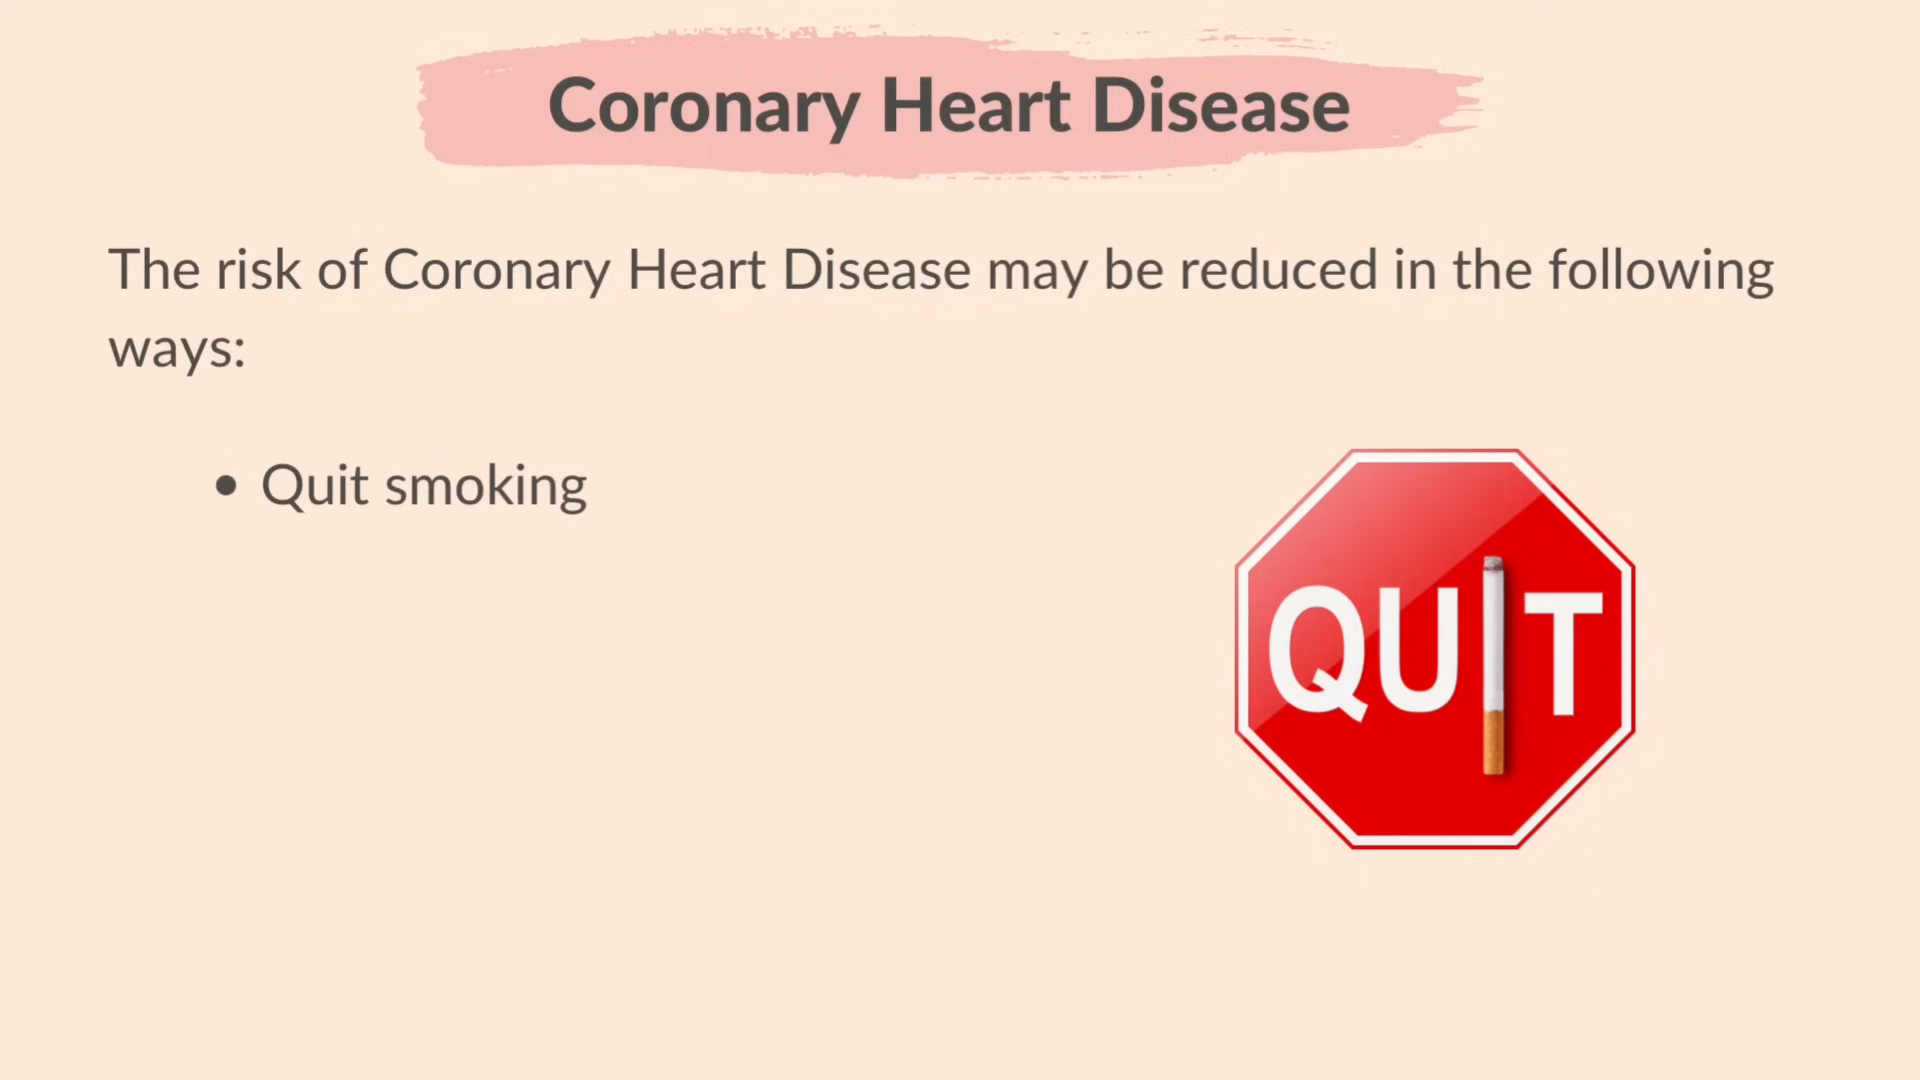 Coronary Heart Disease
The risk of Coronary Heart Disease may be reduced in the following
ways:
• Quit smoking
QUIT